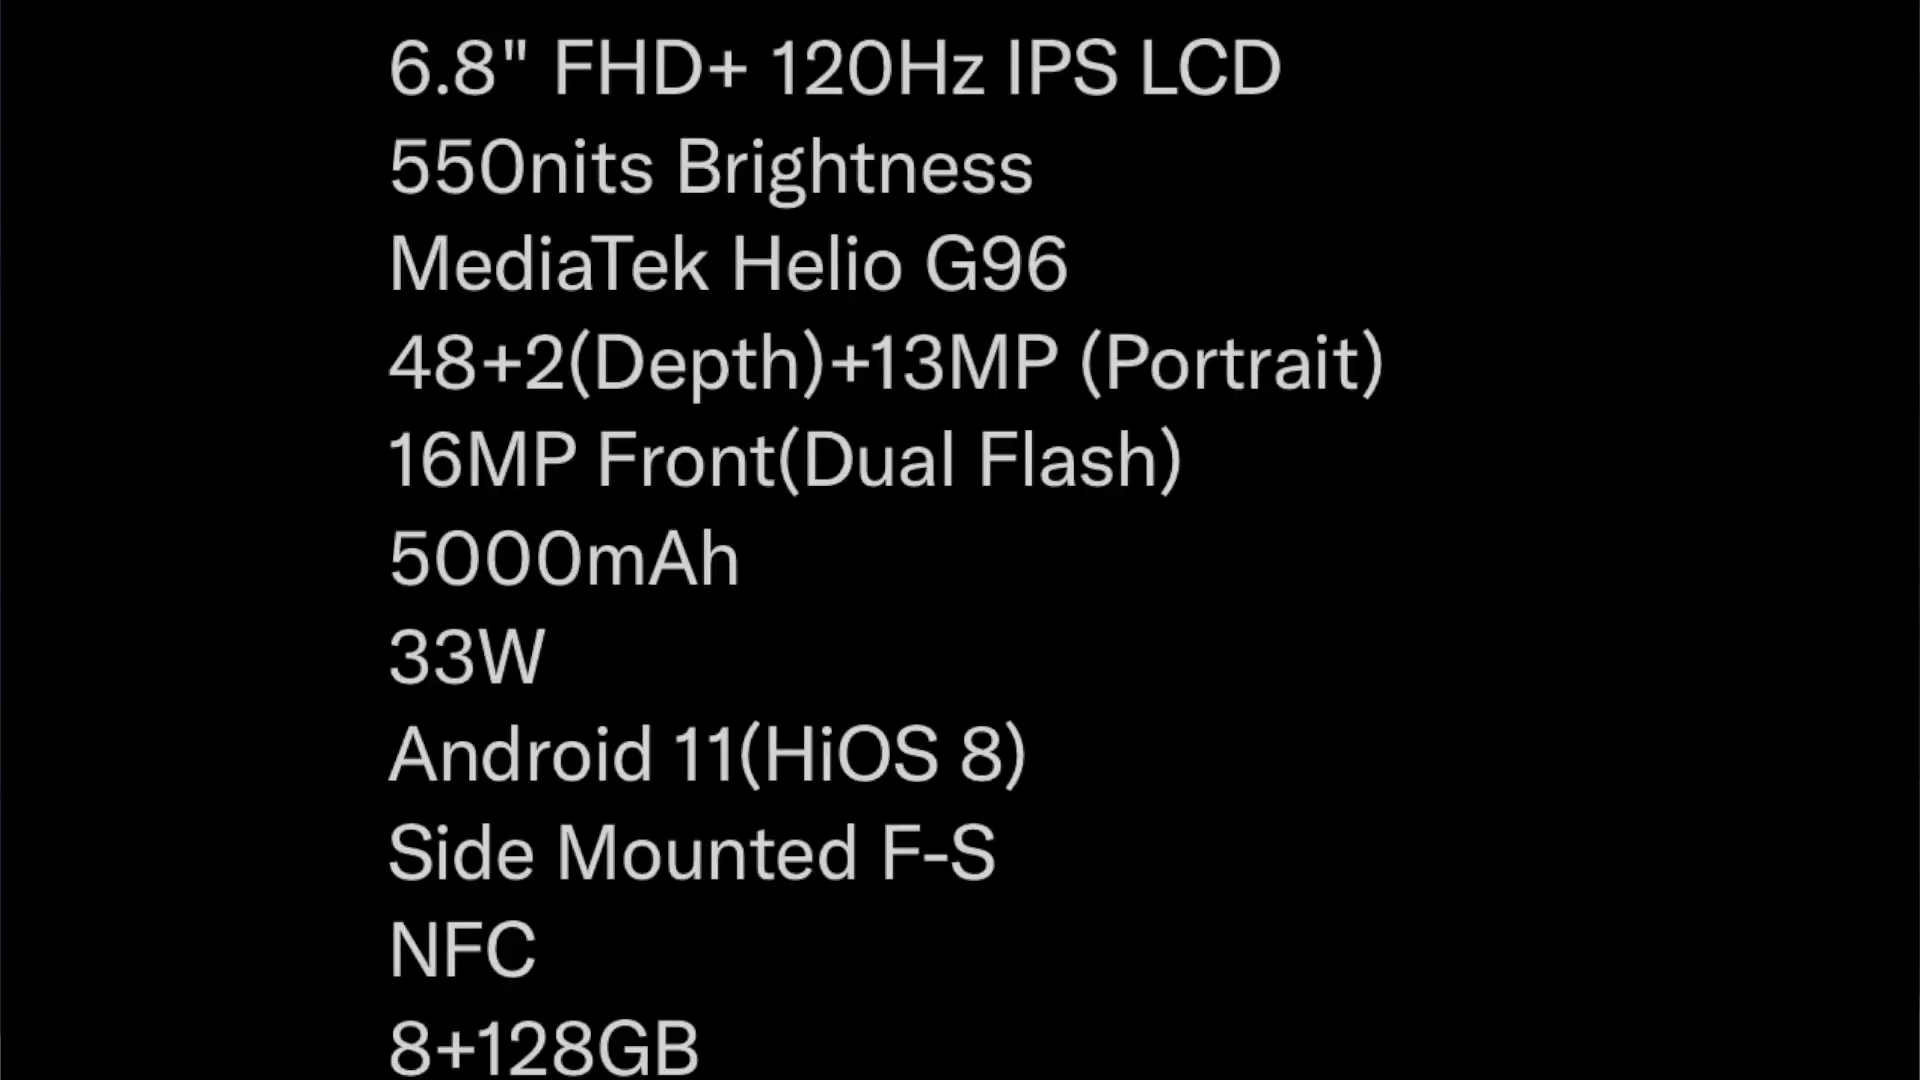 6.8" FHD+ 120Hz IPS LCD
550nits Brightness
MediaTek Helio G96
48+2(Depth)+13MP (Portrait)
16MP Front(Dual Flash)
5000mAh
33W
Android 11(HiOS 8)
Side Mounted F-S
NFC
8+128GB